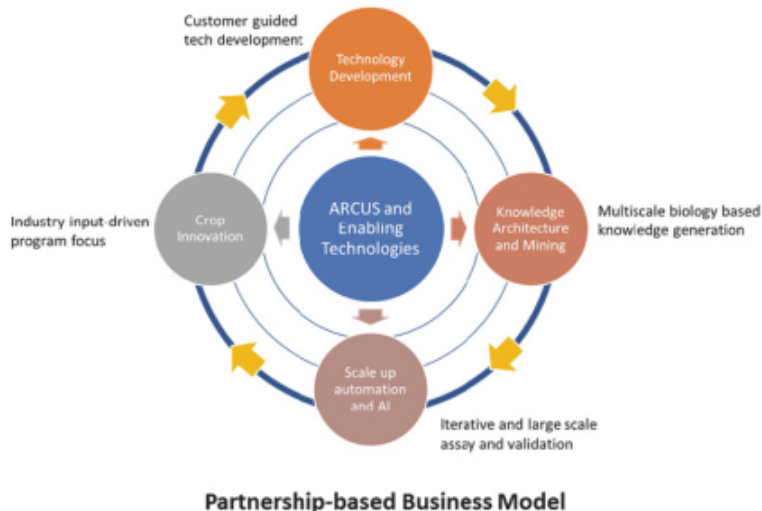 Customer guided
tech development
Technology
Development
ARCUS and
Enabling
Technologies
Knowledge
Architecture
and Mining
Multiscale biology based
knowledge generation
Crop
Innovation
Industry input-driven
program focus
Scale up
automation
and AI
Iterative and large scale
assay and validation
Partnership-based Business Model